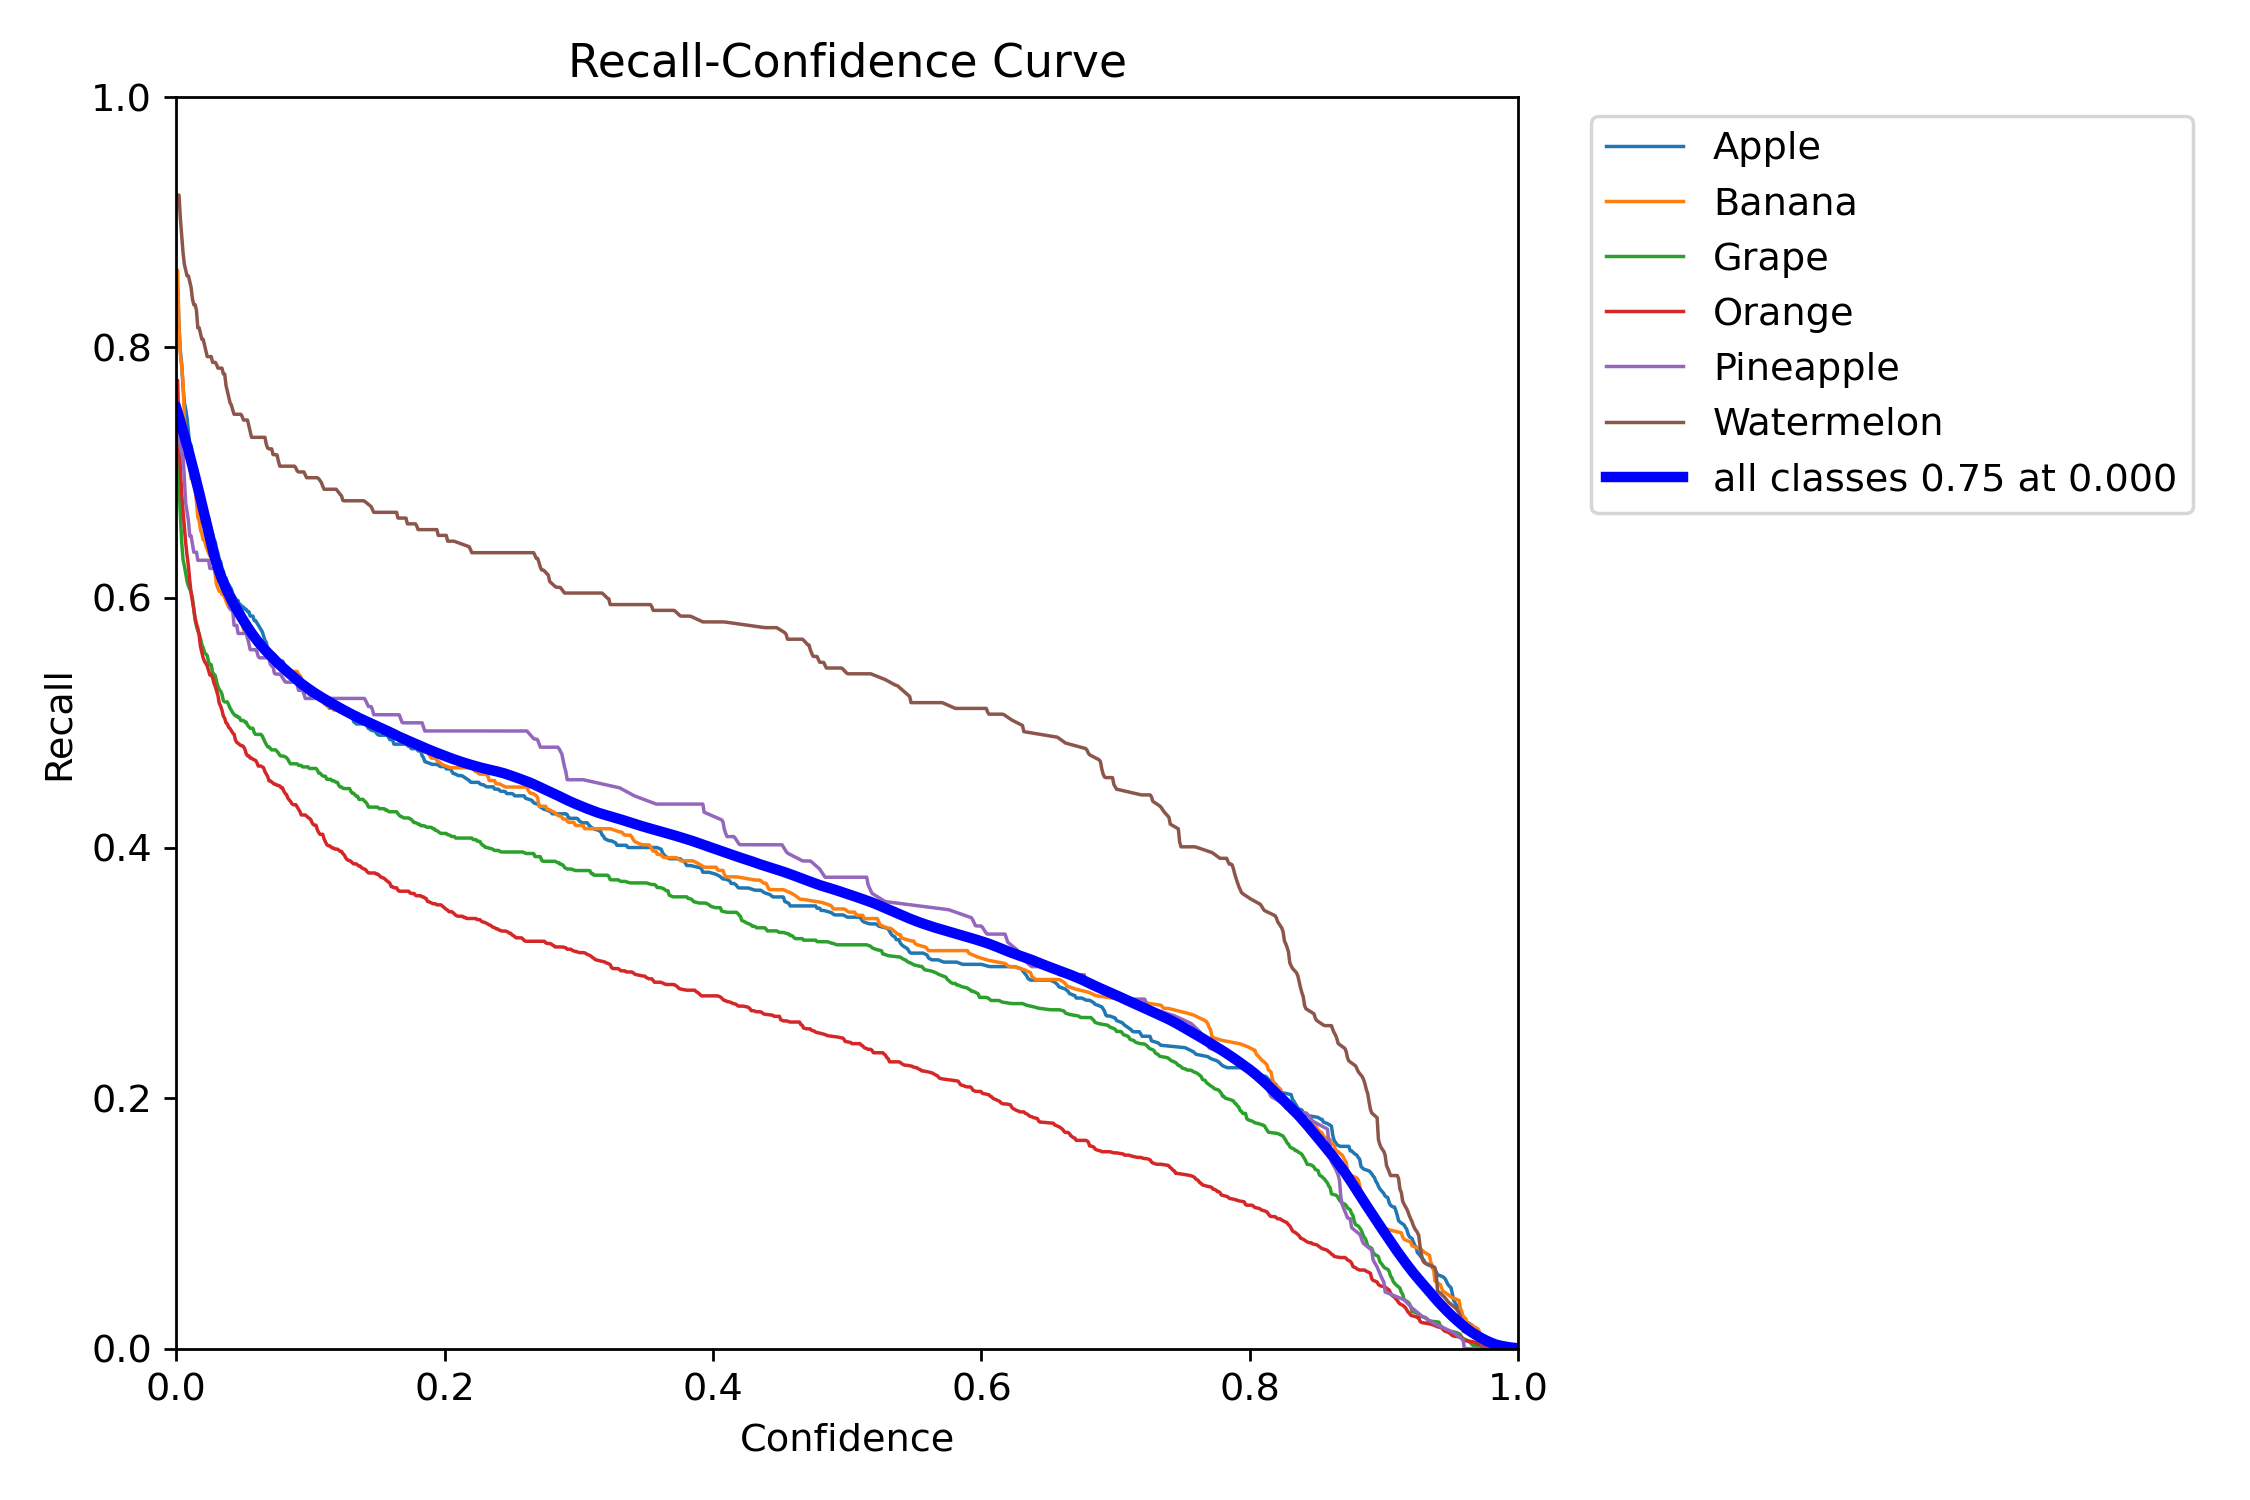 Recall-Confidence Curve
1.0
0.8
0.6
0.4
0.2
0.0
Recall
0.0 0.2 0.4 0.6 0.8 1.0
Confidence
Apple
Banana
Grape
Orange
Pineapple
Watermelon
all classes 0.75 at 0.000